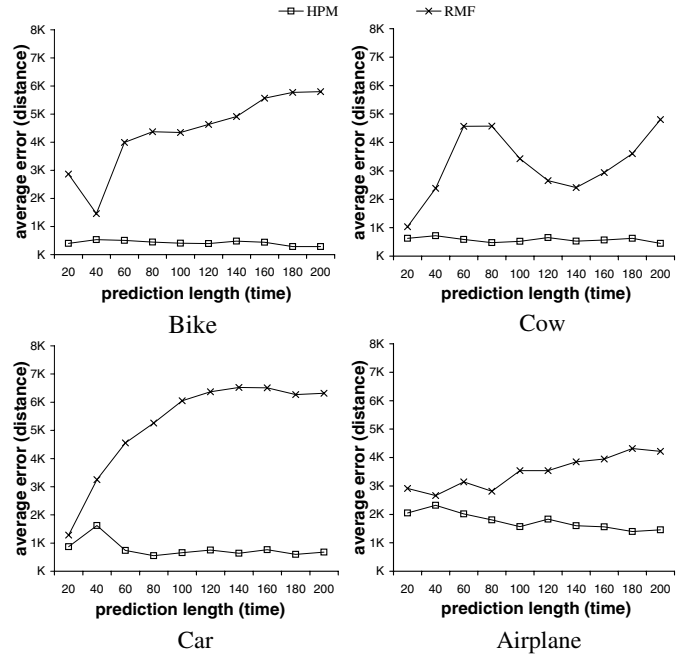 HPM RMF
8K
7K
6K
5K
4K
3K
2K
1K
K
average error (distance)
20 40 60 80 100 120 140 160 180 200
prediction length (time)
Bike
8K
7K
6K
5K
4K
3K
2K
1K
K
average error (distance)
20 40 60 80 100 120 140 160 180 200
prediction length (time)
Cow
8K
7K
6K
5K
4K
3K
2K
1K
K
average error (distance)
20 40 60 80 100 120 140 160 180 200
prediction length (time)
Car
8K
7K
6K
5K
4K
3K
2K
1K
K
average error (distance)
20 40 60 80 100 120 140 160 180 200
prediction length (time)
Airplane